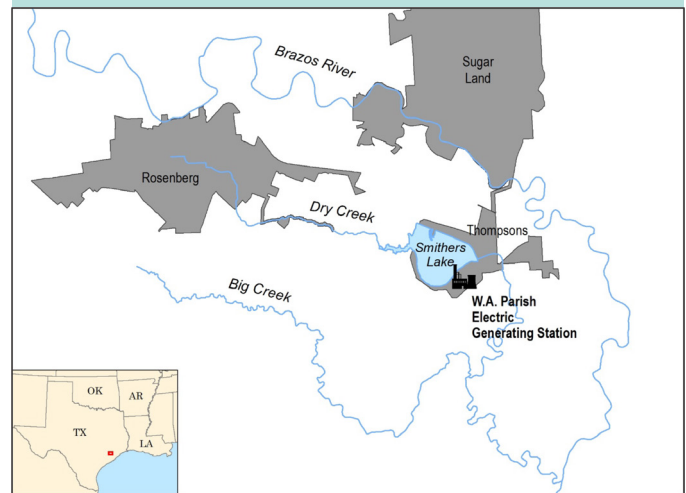 Brazos River
Sugar
Land
Rosenberg
Dry Creek
Thompsons
Smithers
Lake
Big Creek
W.A. Parish
Electric
Generating Station
OK
AR
TX
LA